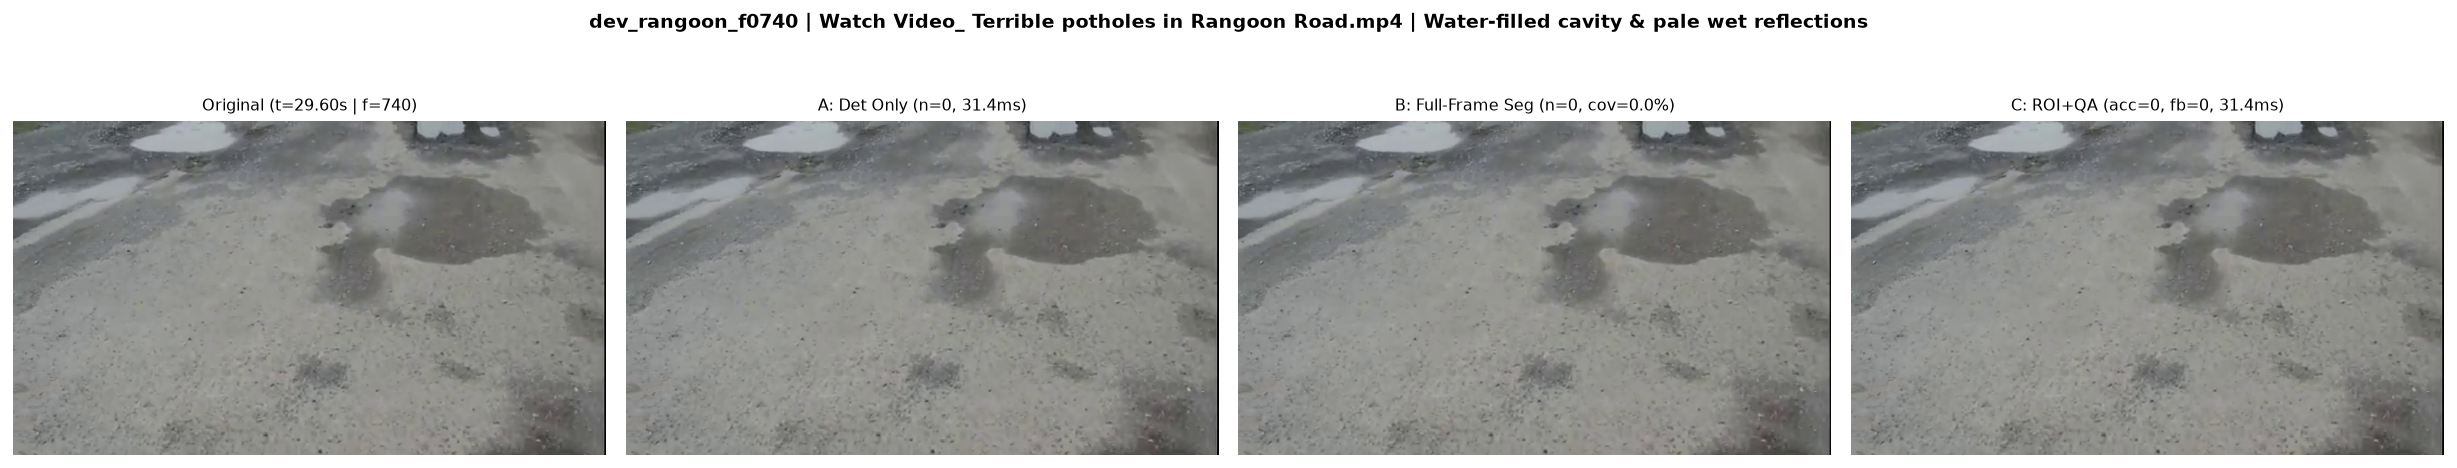 dev_rangoon_f0740 | Watch Video_ Terrible potholes in Rangoon Road.mp4 | Water-filled cavity & pale wet reflections
Original (t=29.60s | f=740)
A: Det Only (n=0, 31.4ms)
B: Full-Frame Seg (n=0, cov=0.0%)
C: ROI+QA (acc=0, fb=0, 31.4ms)